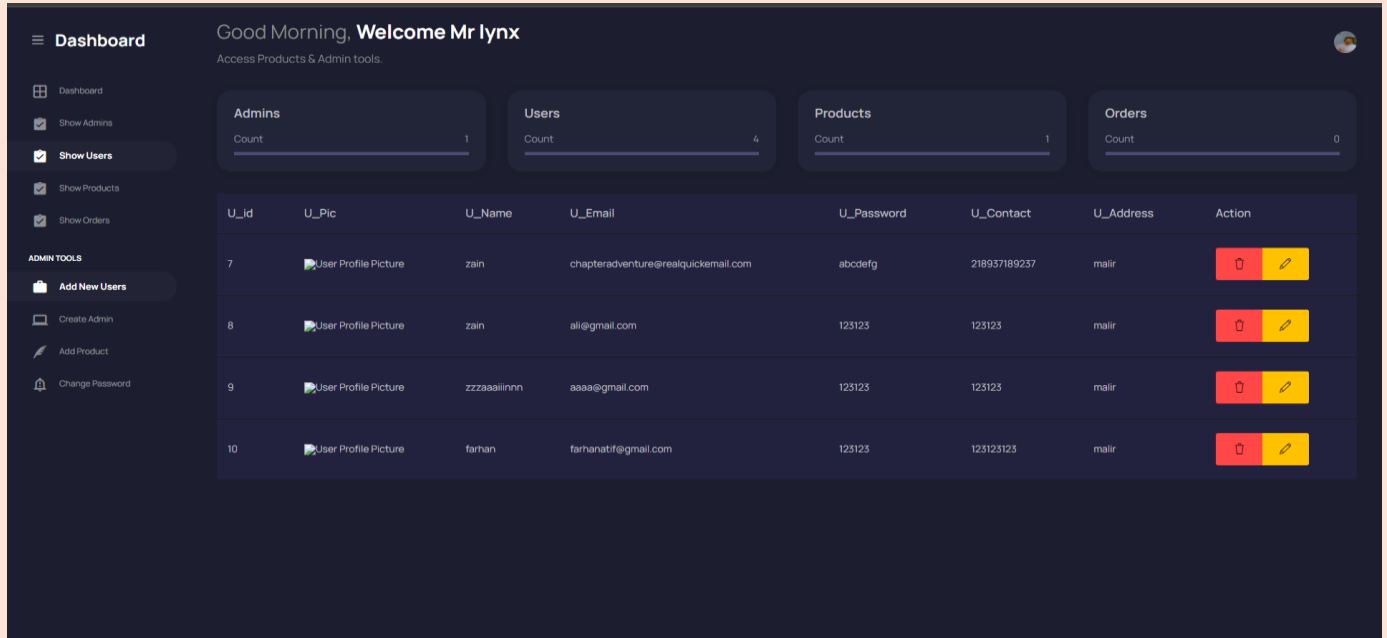 Dashboard
Dashboard
Show Admins
Show Users
Show Products
Show Orders
ADMIN TOOLS
Add New Users
Create Admin
Add Product
Change Password
Good Morning, Welcome Mr lynx
Access Products & Admin tools.
Admins
Count 1
Users
Count 4
Products
Count 1
Orders
Count 0
U_id U_Pic U_Name U_Email U_Password U_Contact U_Address Action
7 User Profile Picture zain chapteradventure@realquickemail.com abcdefg 218937189237 malir
8 User Profile Picture zain ali@gmail.com 123123 123123 malir
9 User Profile Picture zzzaaaiiinnn aaaa@gmail.com 123123 123123 malir
10 User Profile Picture farhan farhanatif@gmail.com 123123 123123123 malir